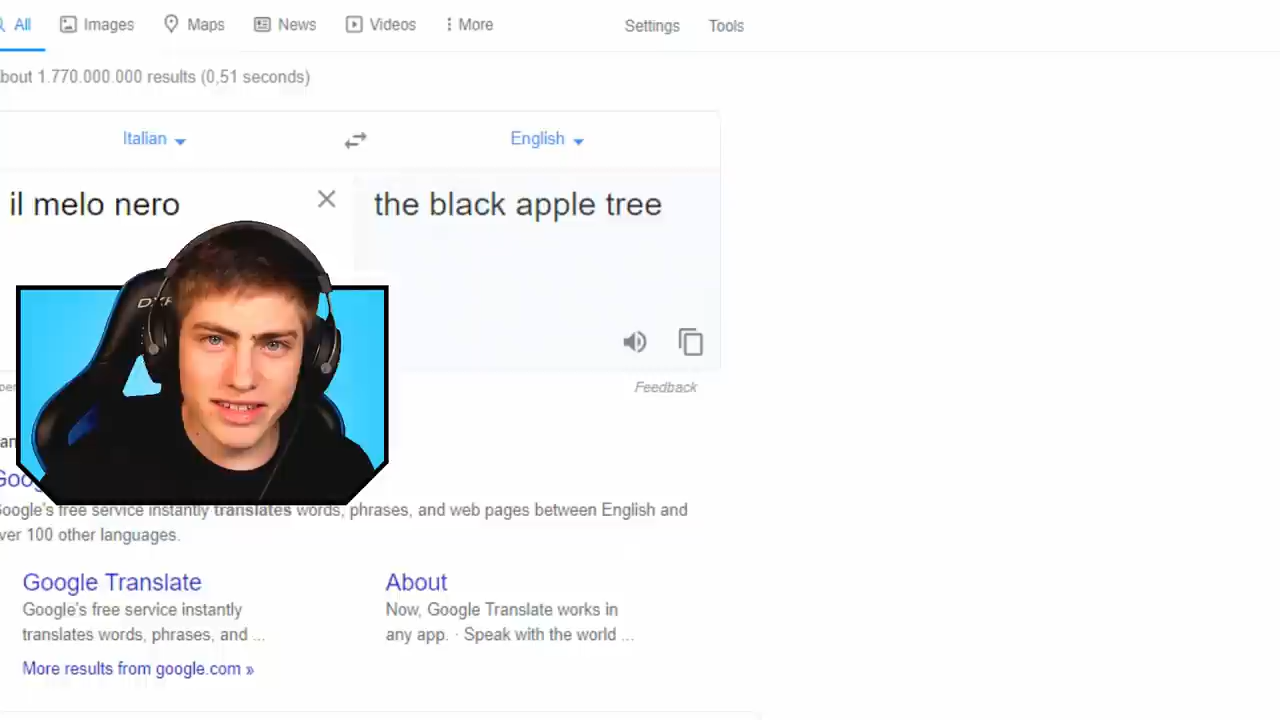 All Images Maps News Videos More Settings Tools
bout 1.770.000.000 results (0,51 seconds)
Italian English
il melo nero the black apple tree
Feedback
Google's free service instantly translates words, phrases, and web pages between English and
ver 100 other languages.
Google Translate About
Google's free service instantly Now, Google Translate works in
translates words, phrases, and ... any app. · Speak with the world ...
More results from google.com »